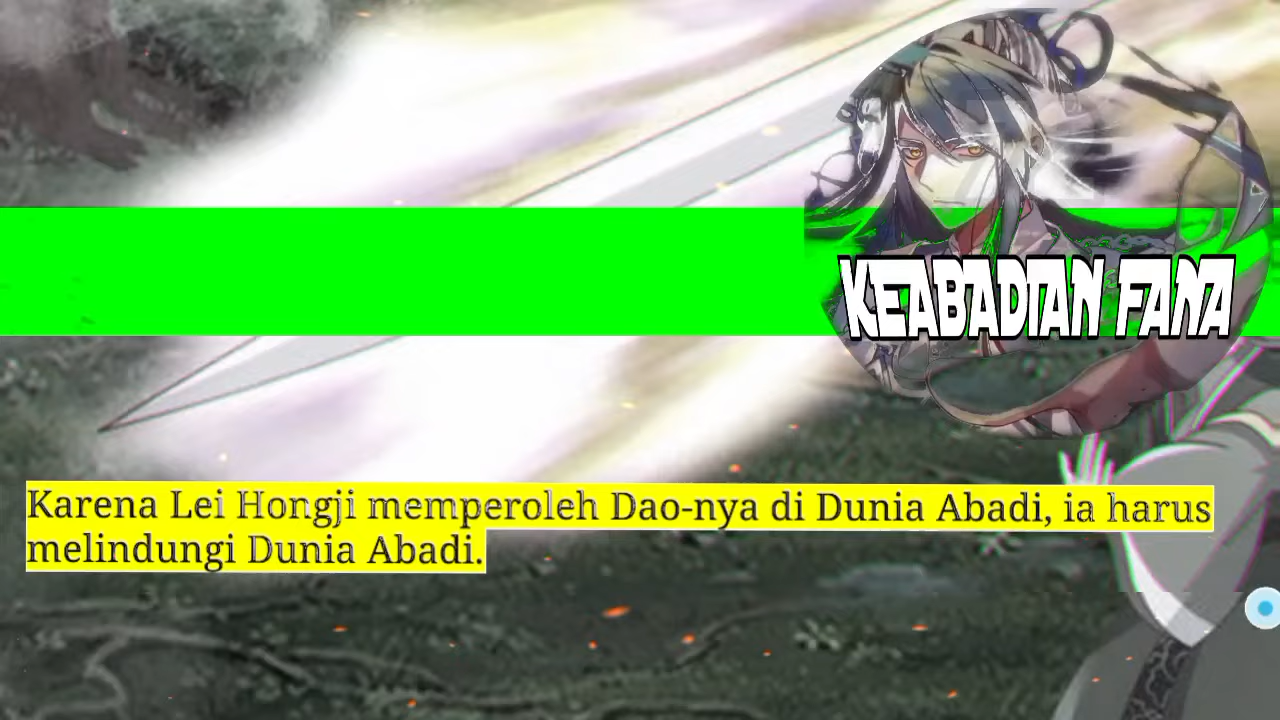 KEABADIAN FANA
Karena Lei Hongji memperoleh Dao-nya di Dunia Abadi, ia harus
melindungi Dunia Abadi.